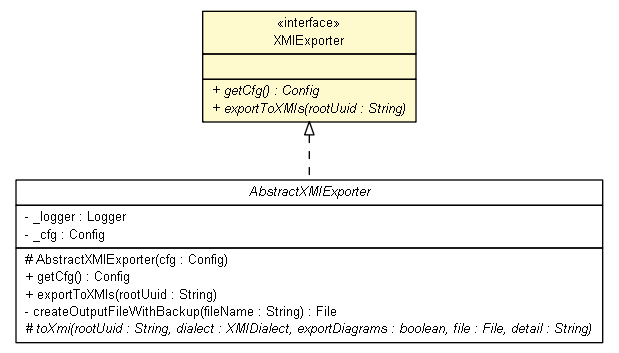 «interface»
XMIExporter
+ getCfg() : Config
+ exportToXMIs(rootUuid : String)
AbstractXMIExporter
- _logger : Logger
- _cfg : Config
# AbstractXMIExporter(cfg : Config)
+ getCfg() : Config
+ exportToXMIs(rootUuid : String)
- createOutputFileWithBackup(fileName : String) : File
# toXmi(rootUuid : String, dialect : XMIDialect, exportDiagrams : boolean, file : File, detail : String)